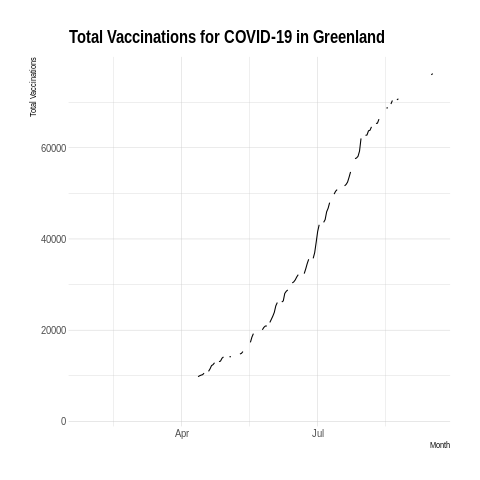 Total Vaccinations for COVID-19 in Greenland
Total Vaccinations
60000
40000
20000
0
Apr
Jul
Month